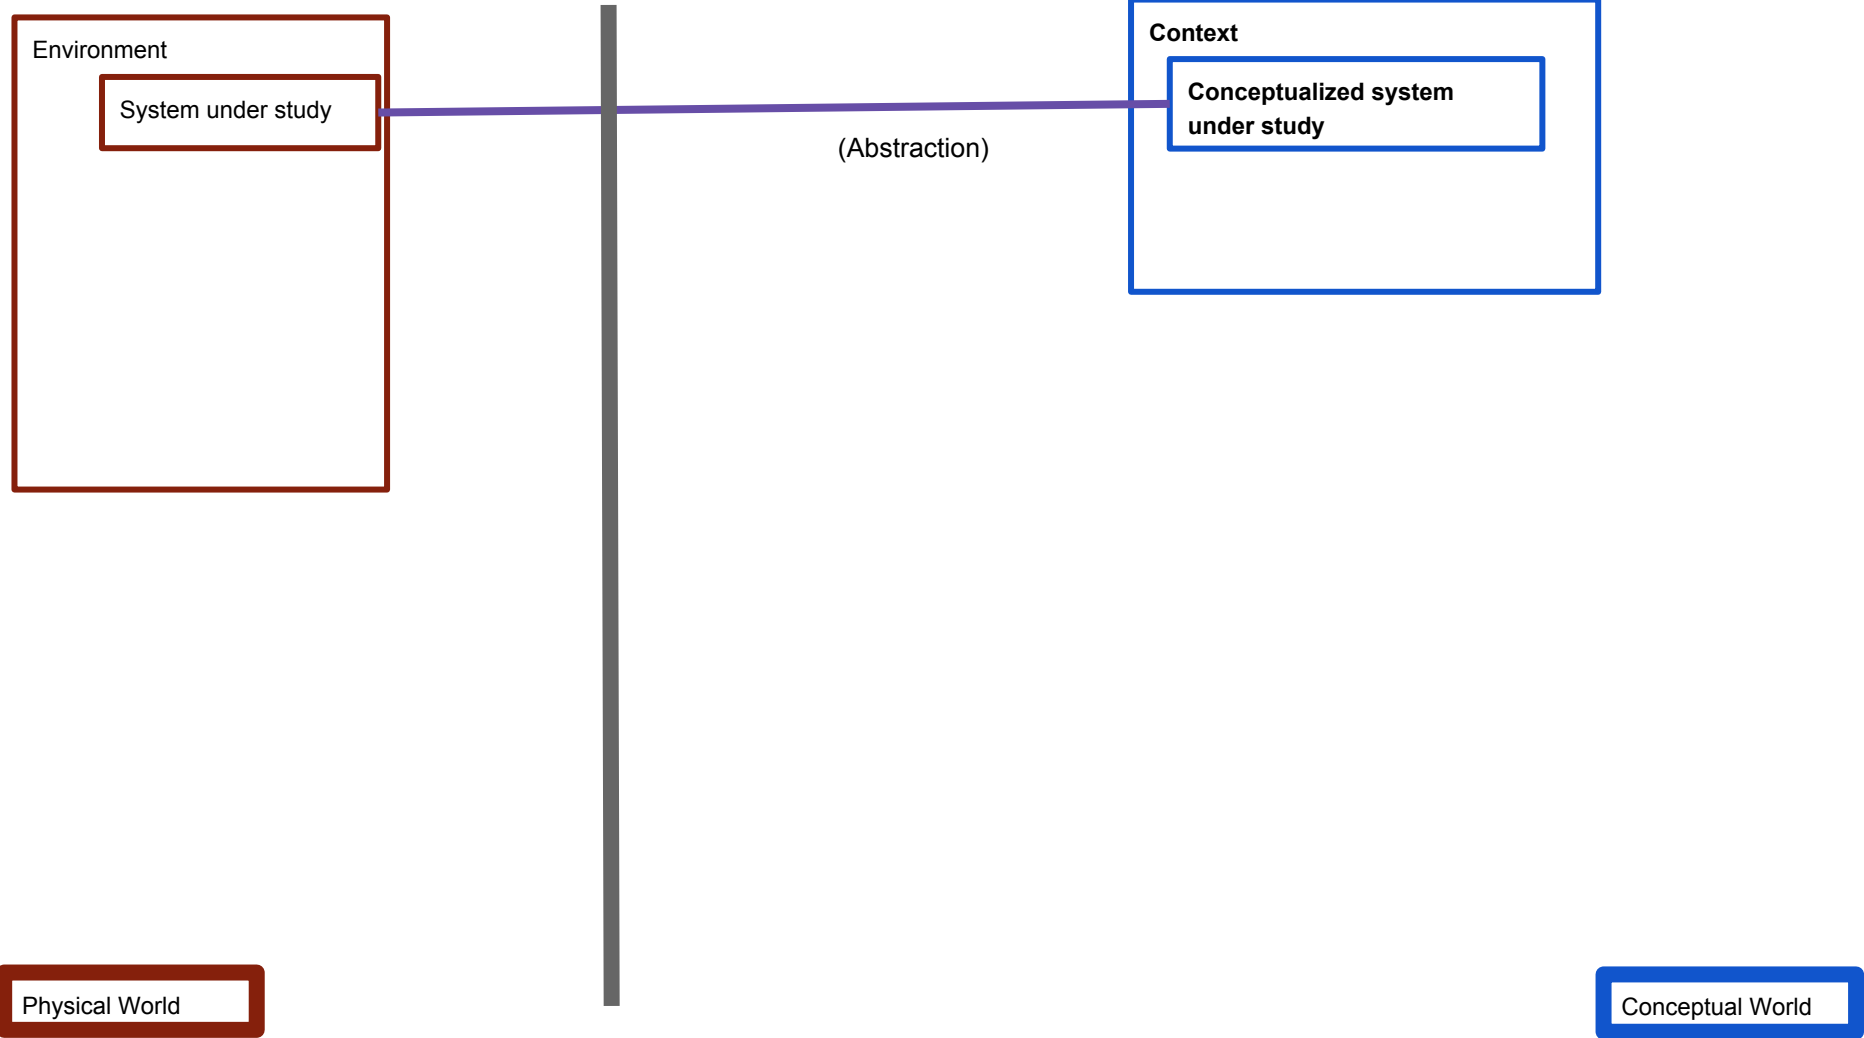 Environment
System under study
Context
Conceptualized system
under study
(Abstraction)
Physical World
Conceptual World